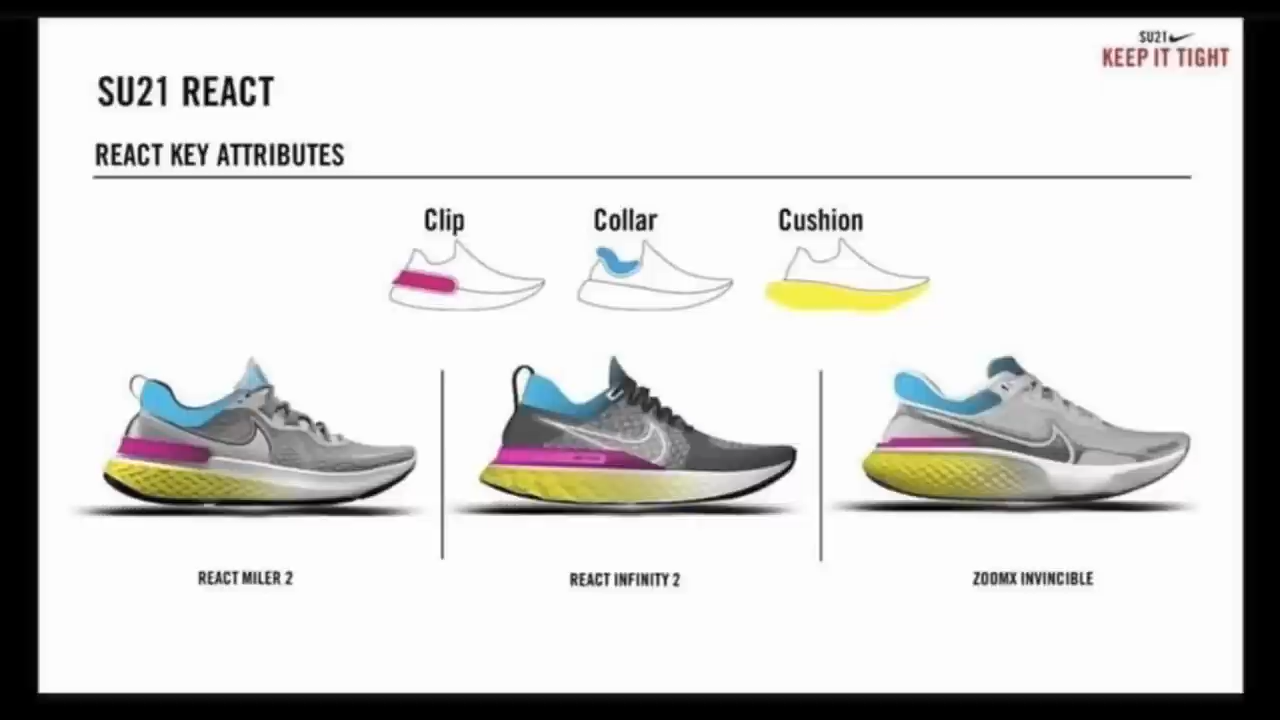 SU21
KEEP IT TIGHT
SU21 REACT
REACT KEY ATTRIBUTES
Clip
Collar
Cushion
REACT MILER 2
REACT INFINITY 2
ZOOMX INVINCIBLE